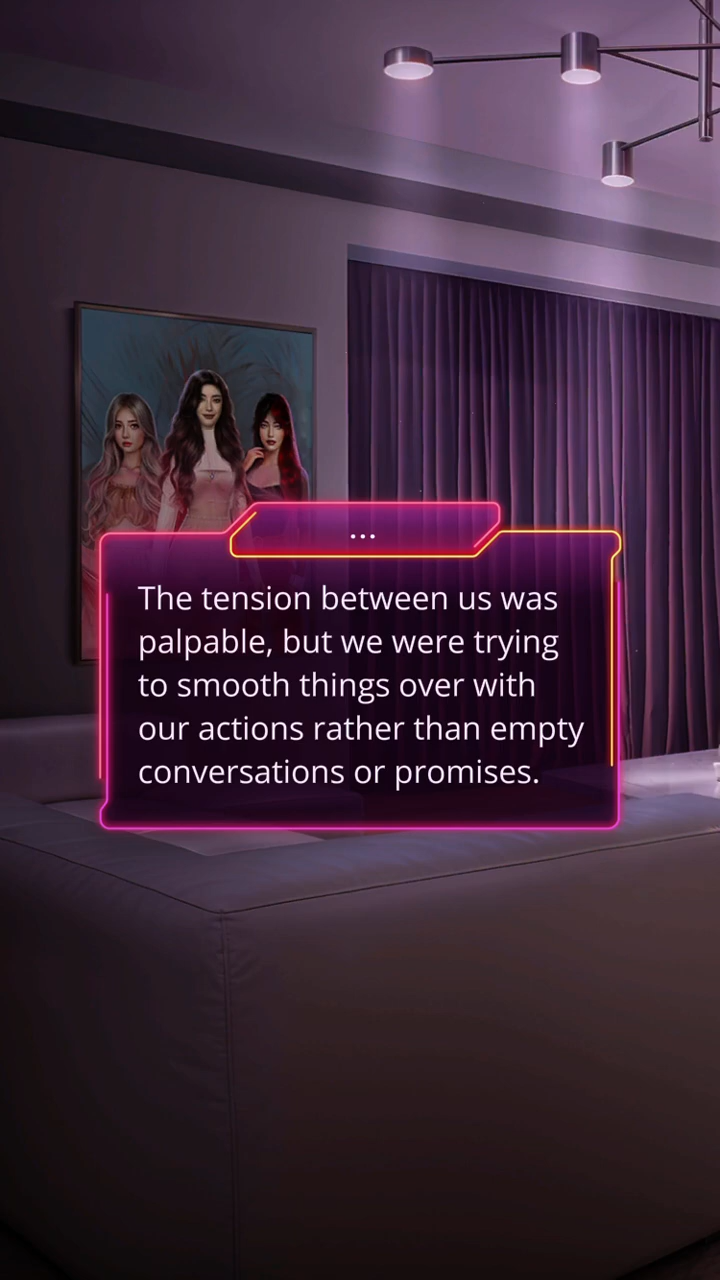 ...
The tension between us was
palpable, but we were trying
to smooth things over with
our actions rather than empty
conversations or promises.